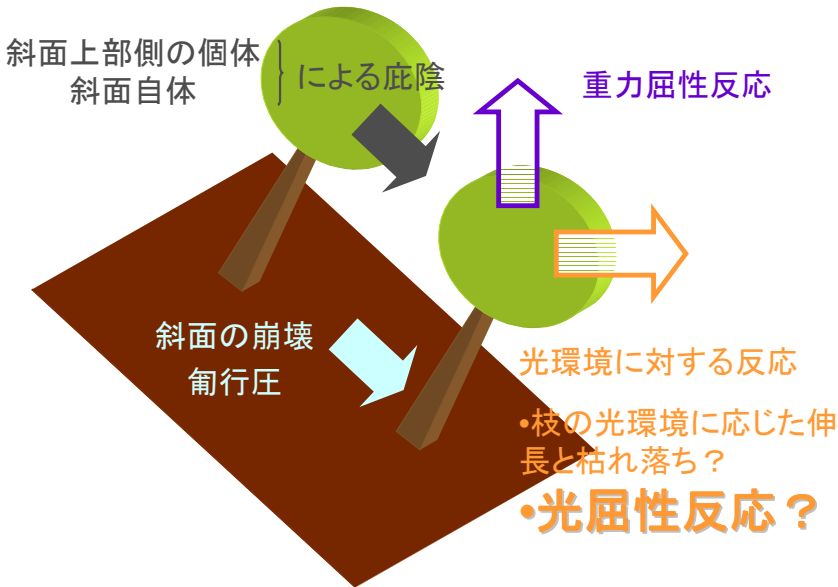 斜面上部側の個体
斜面自体
による庇陰
重力屈性反応
斜面の崩壊
匍行圧
光環境に対する反応
•枝の光環境に応じた伸
長と枯れ落ち？
•光屈性反応？